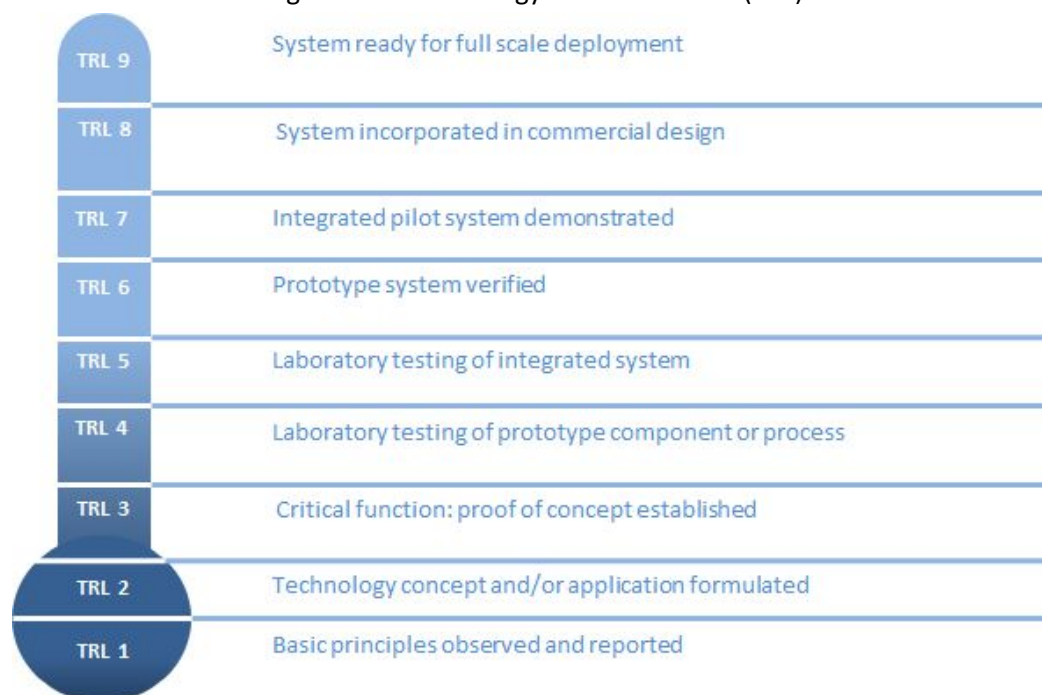 TRL 9 System ready for full scale deployment
TRL 8 System incorporated in commercial design
TRL 7 Integrated pilot system demonstrated
TRL 6 Prototype system verified
TRL 5 Laboratory testing of integrated system
TRL 4 Laboratory testing of prototype component or process
TRL 3 Critical function: proof of concept established
TRL 2 Technology concept and/or application formulated
TRL 1 Basic principles observed and reported